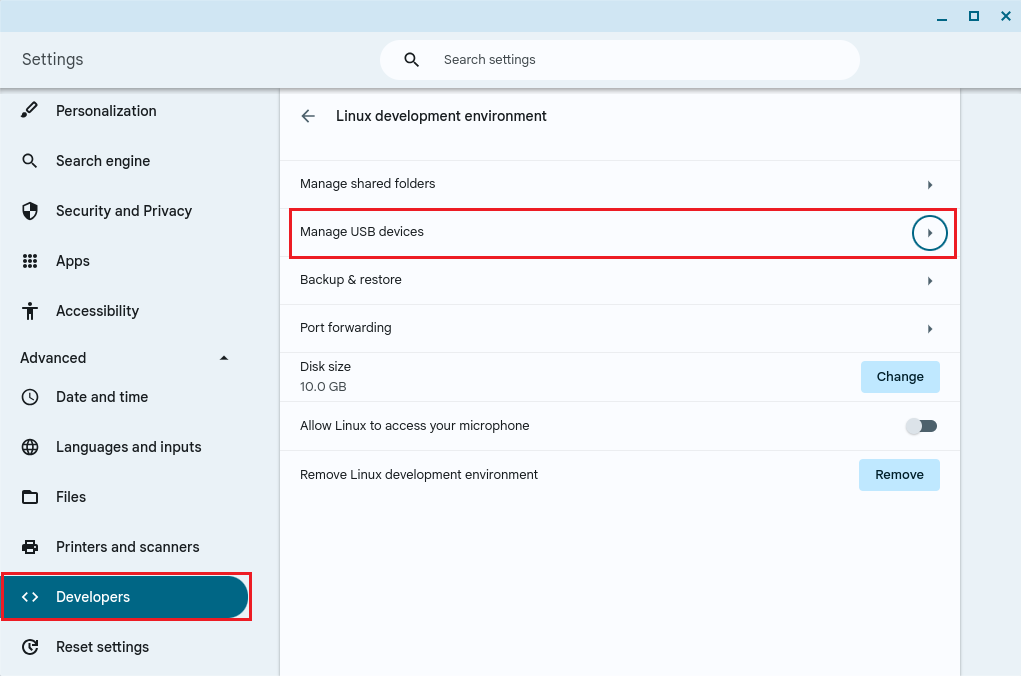 Settings
Search settings
Personalization
Search engine
Security and Privacy
Apps
Accessibility
Advanced
Date and time
Languages and inputs
Files
Printers and scanners
Developers
Reset settings
Linux development environment
Manage shared folders
Manage USB devices
Backup & restore
Port forwarding
Disk size
10.0 GB
Change
Allow Linux to access your microphone
Remove Linux development environment
Remove